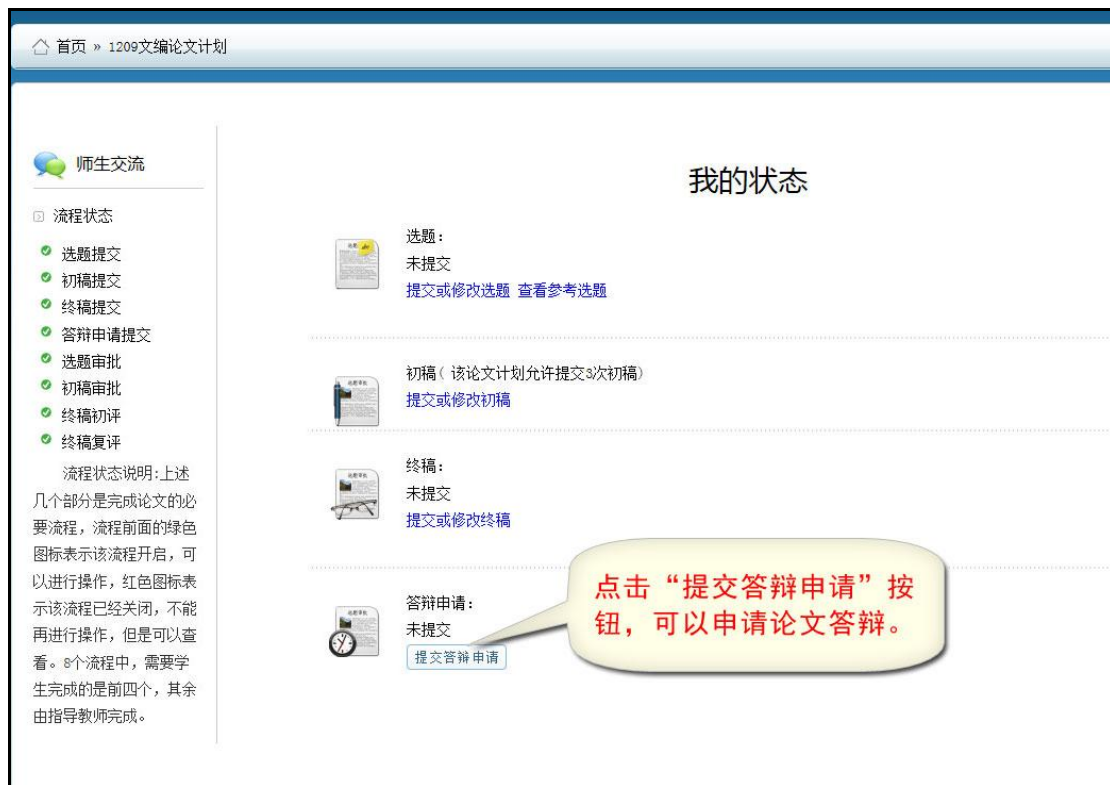 首页 » 1209文编论文计划
师生交流
流程状态
选题提交
初稿提交
终稿提交
答辩申请提交
选题审批
初稿审批
终稿初评
终稿复评
流程状态说明:上述
几个部分是完成论文的必
要流程，流程前面的绿色
图标表示该流程开启，可
以进行操作，红色图标表
示该流程已经关闭，不能
再进行操作，但是可以查
看。8个流程中，需要学
生完成的是前四个，其余
由指导教师完成。
我的状态
选题：
未提交
提交或修改选题 查看参考选题
初稿（该论文计划允许提交3次初稿）
提交或修改初稿
终稿：
未提交
提交或修改终稿
答辩申请：
未提交
提交答辩申请
点击“提交答辩申请”按
钮，可以申请论文答辩。